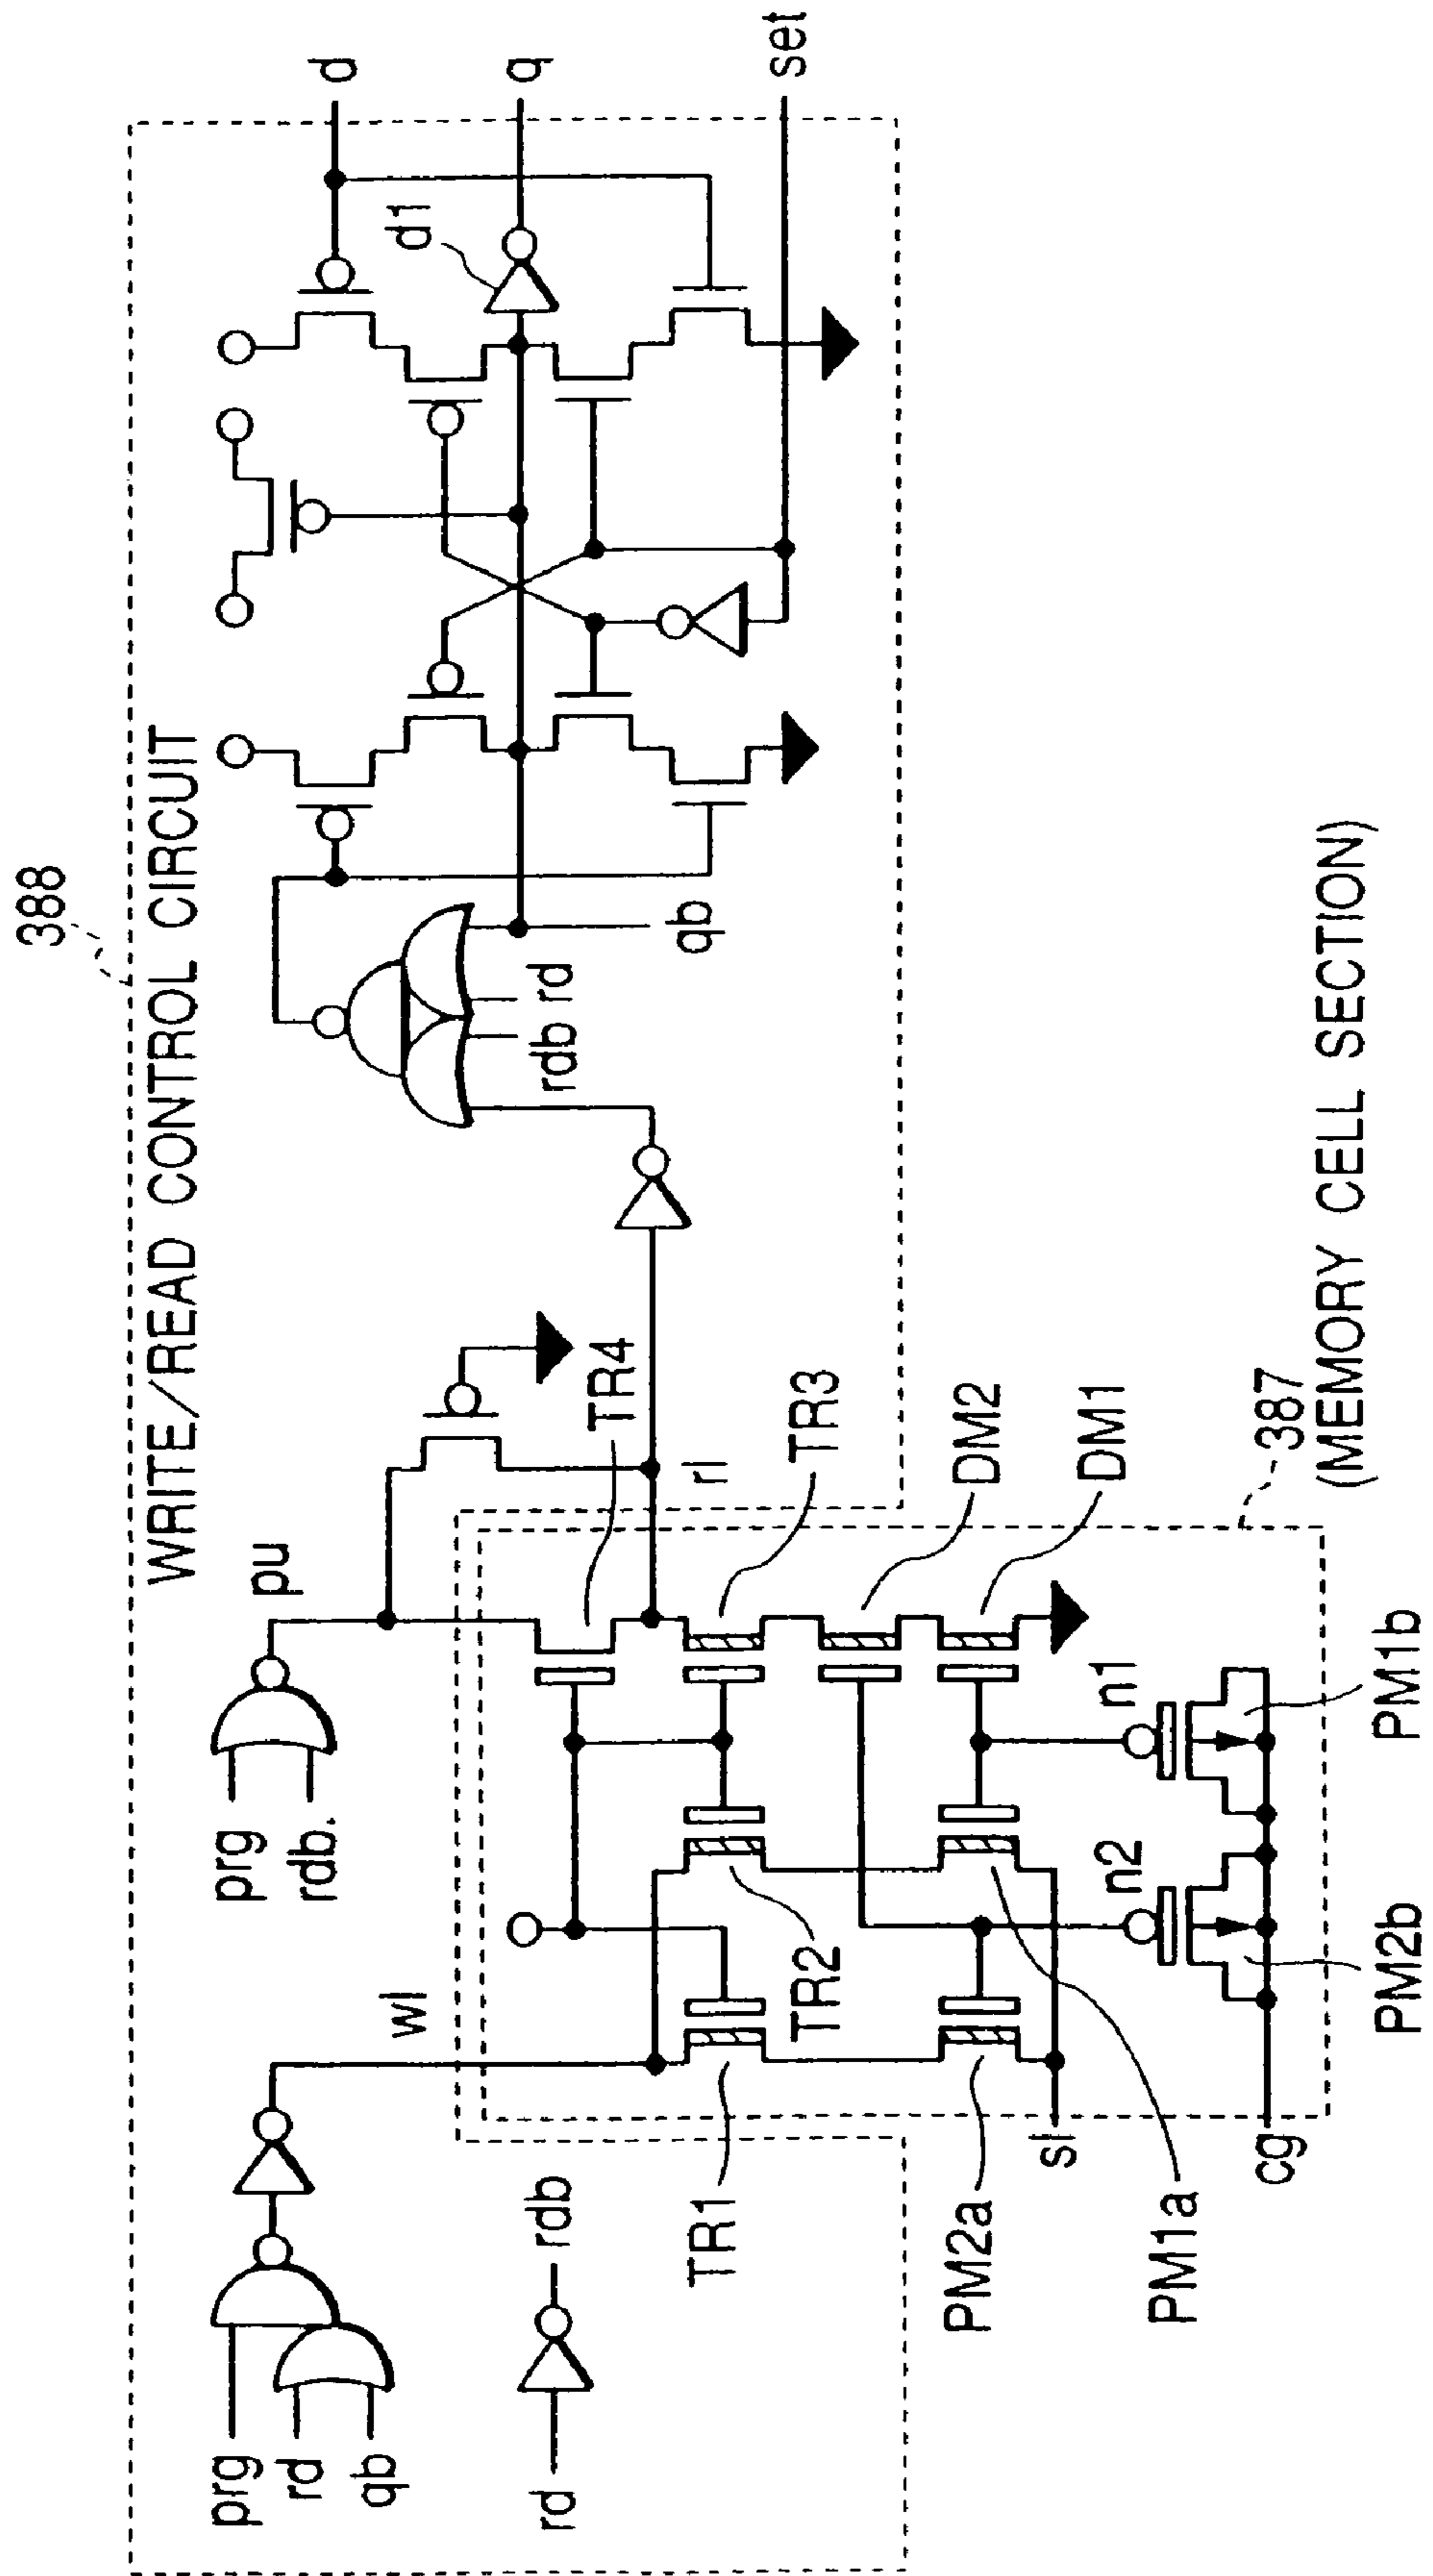 388
WRITE/READ CONTROL CIRCUIT
prg
rd
qb
rd
rdb
wl
prg
rdb.
pu
rl
TR4
TR3
DM2
DM1
TR1
TR2
PM2a
PM1a
sl
cg
n2
n1
PM2b
PM1b
387
(MEMORY CELL SECTION)
rdb
rd
qb
d1
d
q
set